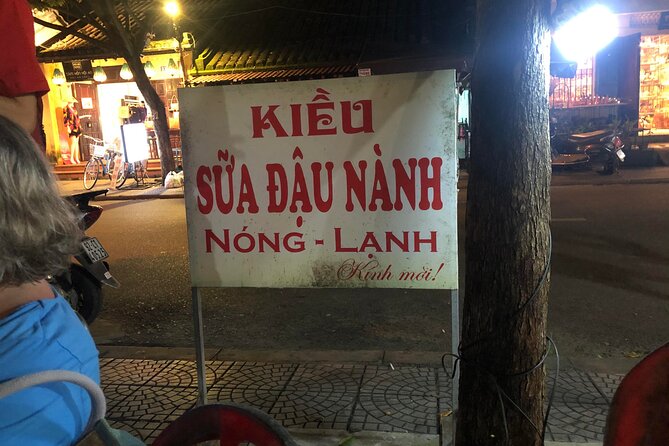 KIỀU
SỮA ĐẬU NÀNH
NÓNG - LẠNH
Kính mời!